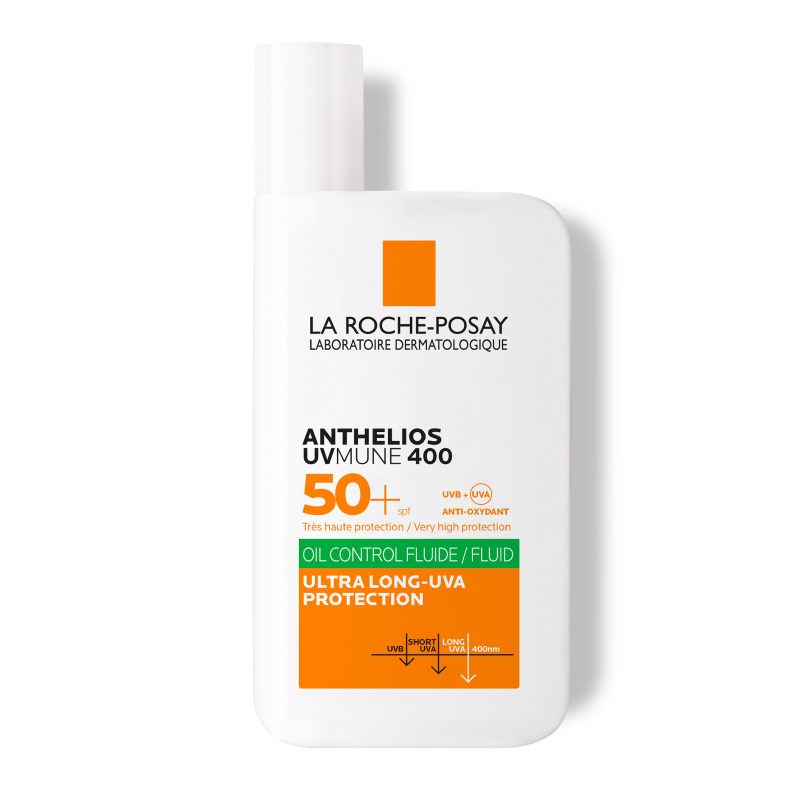 LA ROCHE-POSAY
LABORATOIRE DERMATOLOGIQUE
ANTHELIOS
UVMUNE 400
50+ spf
UVB + UVA
ANTI-OXYDANT
Très haute protection / Very high protection
OIL CONTROL FLUIDE / FLUID
ULTRA LONG-UVA
PROTECTION
UVB SHORT UVA LONG UVA 400nm